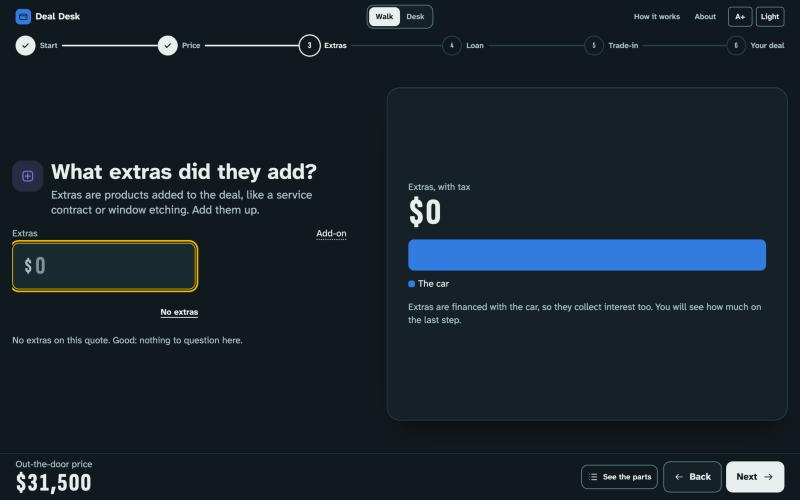 Deal Desk
Walk
Desk
How it works
About
A+
Light
Start
Price
3 Extras
4 Loan
5 Trade-in
6 Your deal
What extras did they add?
Extras are products added to the deal, like a service
contract or window etching. Add them up.
Extras
Add-on
$ 0
No extras
No extras on this quote. Good: nothing to question here.
Extras, with tax
$0
The car
Extras are financed with the car, so they collect interest too. You will see how much on
the last step.
Out-the-door price
$31,500
See the parts
Back
Next